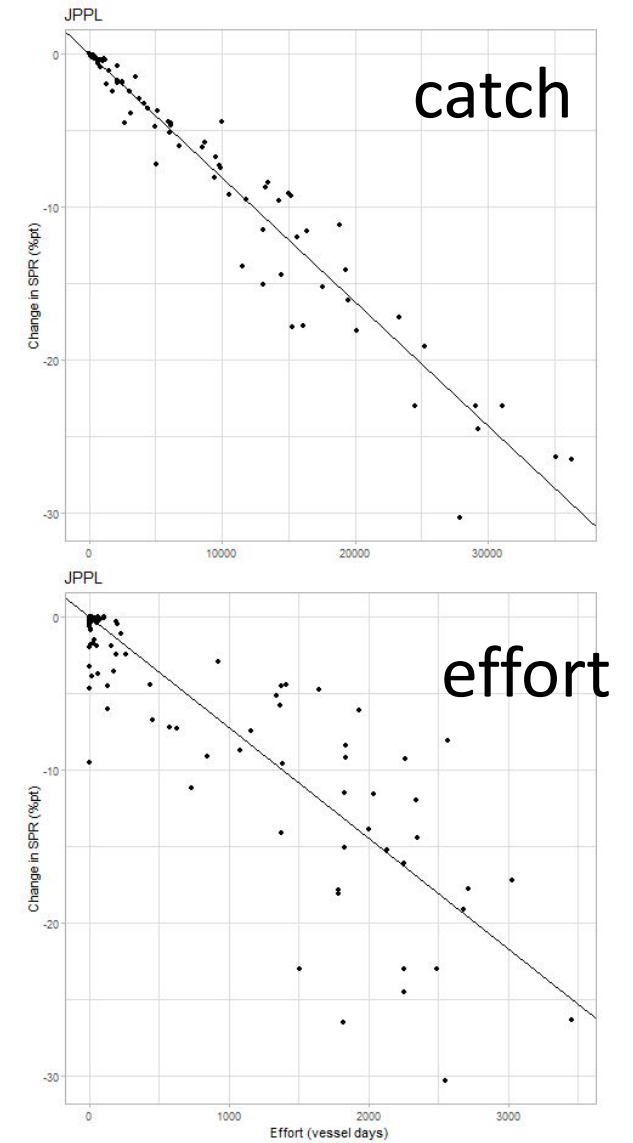 JPPL
catch
0
-10
-20
-30
Change in SPR (%pt)
0 10000 20000 30000
JPPL
effort
0
-10
-20
-30
Change in SPR (%pt)
0 1000 2000 3000
Effort (vessel days)